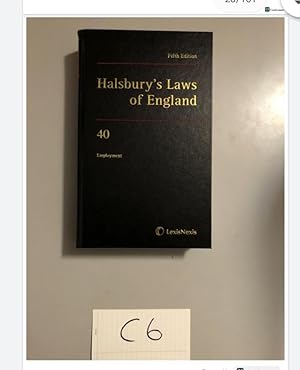 Fifth Edition
Halsbury's Laws
of England
40
Employment
LexisNexis
C6